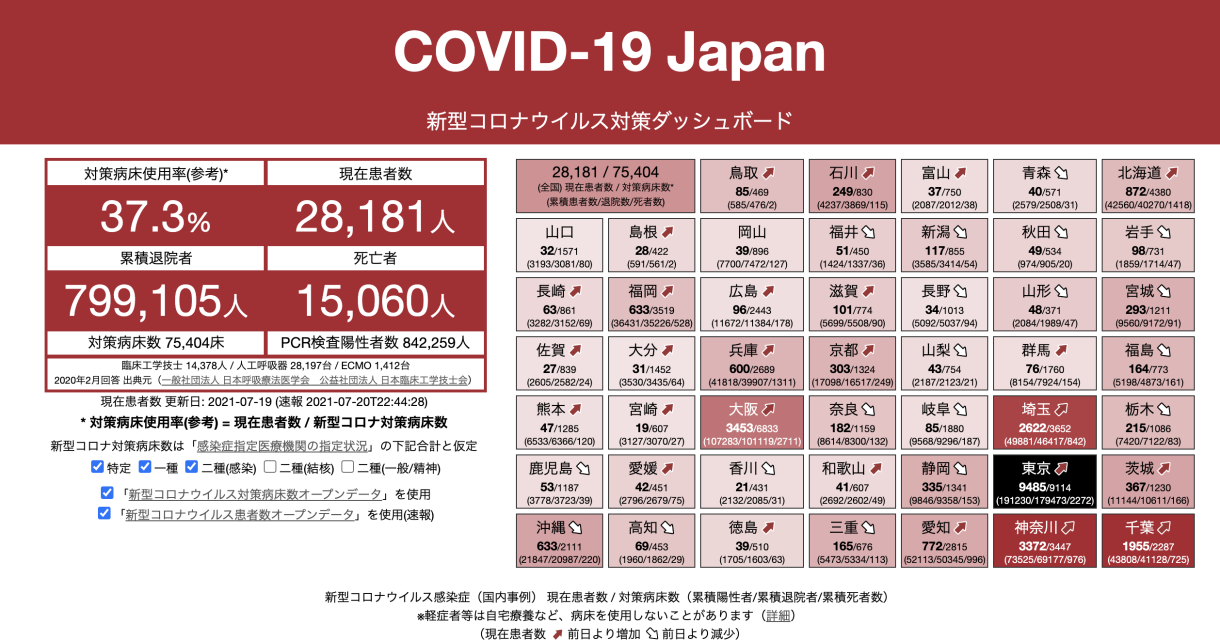 COVID-19 Japan
新型コロナウイルス対策ダッシュボード
対策病床使用率(参考)*
現在患者数
37.3%
28,181人
累積退院者
死亡者
799,105人
15,060人
対策病床数 75,404床
PCR検査陽性者数 842,259人
臨床工学技士 14,378人 / 人工呼吸器 28,197台 / ECMO 1,412台
2020年2月回答 出典元（一般社団法人 日本呼吸療法医学会　公益社団法人 日本臨床工学技士会）
現在患者数 更新日: 2021-07-19 (速報 2021-07-20T22:44:28)
* 対策病床使用率(参考) = 現在患者数 / 新型コロナ対策病床数
新型コロナ対策病床数は「感染症指定医療機関の指定状況」の下記合計と仮定
特定 一種 二種(感染) 二種(結核) 二種(一般/精神)
「新型コロナウイルス対策病床数オープンデータ」を使用
「新型コロナウイルス患者数オープンデータ」を使用(速報)
28,181 / 75,404
(全国) 現在患者数 / 対策病床数*
(累積患者数/退院数/死者数)
鳥取
85/469
(585/476/2)
石川
249/830
(4237/3869/115)
富山
37/750
(2087/2012/38)
青森
40/571
(2579/2508/31)
北海道
872/4380
(42560/40270/1418)
山口
32/1571
(3193/3081/80)
島根
28/422
(591/561/2)
岡山
39/896
(7700/7472/127)
福井
51/450
(1424/1337/36)
新潟
117/855
(3585/3414/54)
秋田
49/534
(974/905/20)
岩手
98/731
(1859/1714/47)
長崎
63/861
(3282/3152/69)
福岡
633/3519
(36431/35226/528)
広島
96/2443
(11672/11384/178)
滋賀
101/774
(5699/5508/90)
長野
34/1013
(5092/5037/94)
山形
48/371
(2084/1989/47)
宮城
293/1211
(9560/9172/91)
佐賀
27/839
(2605/2582/24)
大分
31/1452
(3530/3435/64)
兵庫
600/2689
(41818/39907/1311)
京都
303/1324
(17098/16517/249)
山梨
43/754
(2187/2123/21)
群馬
76/1760
(8154/7924/154)
福島
164/773
(5198/4873/161)
熊本
47/1285
(6533/6366/120)
宮崎
19/607
(3127/3070/27)
大阪
3453/6833
(107283/101119/2711)
奈良
182/1159
(8614/8300/132)
岐阜
85/1880
(9568/9296/187)
埼玉
2622/3652
(49881/46417/842)
栃木
215/1086
(7420/7122/83)
鹿児島
53/1187
(3778/3723/39)
愛媛
42/451
(2796/2679/75)
香川
21/431
(2132/2085/31)
和歌山
41/607
(2692/2602/49)
静岡
335/1341
(9846/9358/153)
東京
9485/9114
(191230/179473/2272)
茨城
367/1230
(11144/10611/166)
沖縄
633/2111
(21847/20987/220)
高知
69/453
(1960/1862/29)
徳島
39/510
(1705/1603/63)
三重
165/676
(5473/5334/113)
愛知
772/2815
(52113/50345/996)
神奈川
3372/3447
(73525/69177/976)
千葉
1955/2287
(43808/41128/725)
新型コロナウイルス感染症（国内事例） 現在患者数 / 対策病床数（累積陽性者/累積退院者/累積死者数）
※軽症者等は自宅療養など、病床を使用しないことがあります（詳細）
（現在患者数 前日より増加 前日より減少）